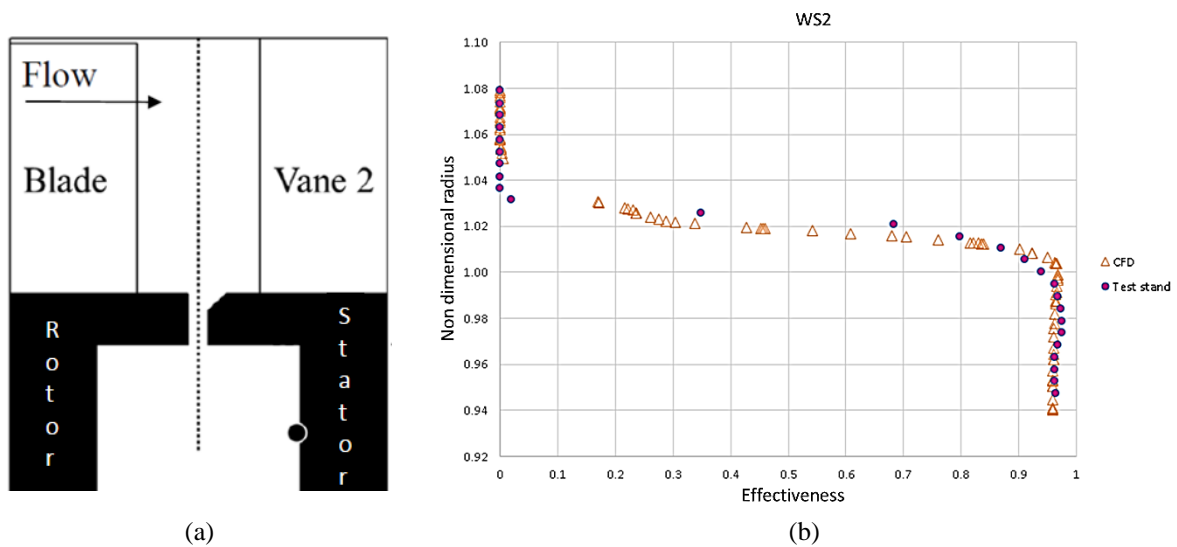 Flow
Blade
Vane 2
Rotor
Stator
(a)
WS2
Non dimensional radius
1.10
1.08
1.06
1.04
1.02
1.00
0.98
0.96
0.94
0.92
0 0.1 0.2 0.3 0.4 0.5 0.6 0.7 0.8 0.9 1
Effectiveness
CFD
Test stand
(b)